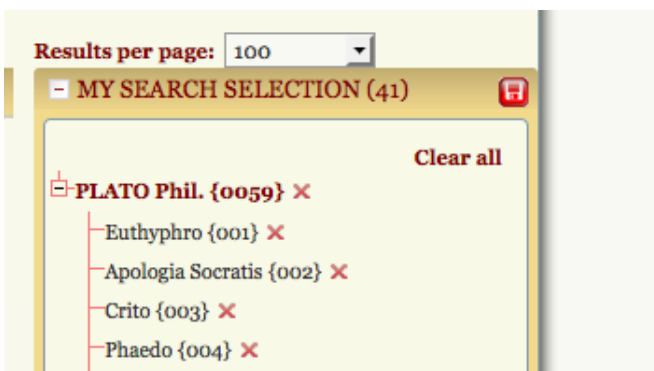 Results per page: 100
MY SEARCH SELECTION (41)
Clear all
PLATO Phil. {0059}
Euthyphro {001}
Apologia Socratis {002}
Crito {003}
Phaedo {004}